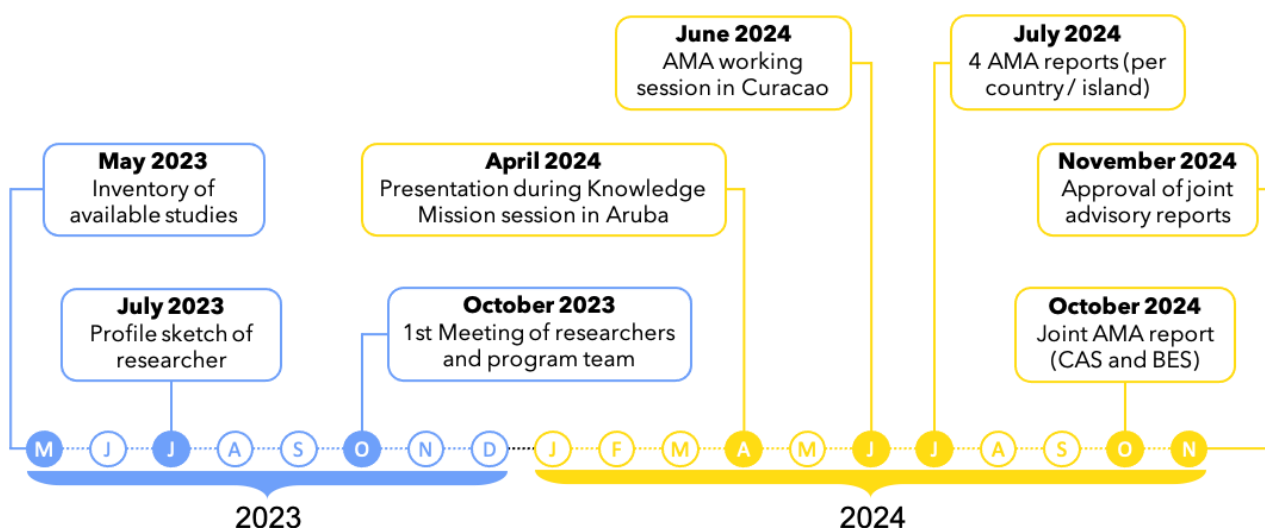 June 2024
AMA working
session in Curacao
July 2024
4 AMA reports (per
country / island)
May 2023
Inventory of
available studies
April 2024
Presentation during Knowledge
Mission session in Aruba
November 2024
Approval of joint
advisory reports
July 2023
Profile sketch of
researcher
October 2023
1st Meeting of researchers
and program team
October 2024
Joint AMA report
(CAS and BES)
M J J A S O N D J F M A M J J A S O N
2023
2024